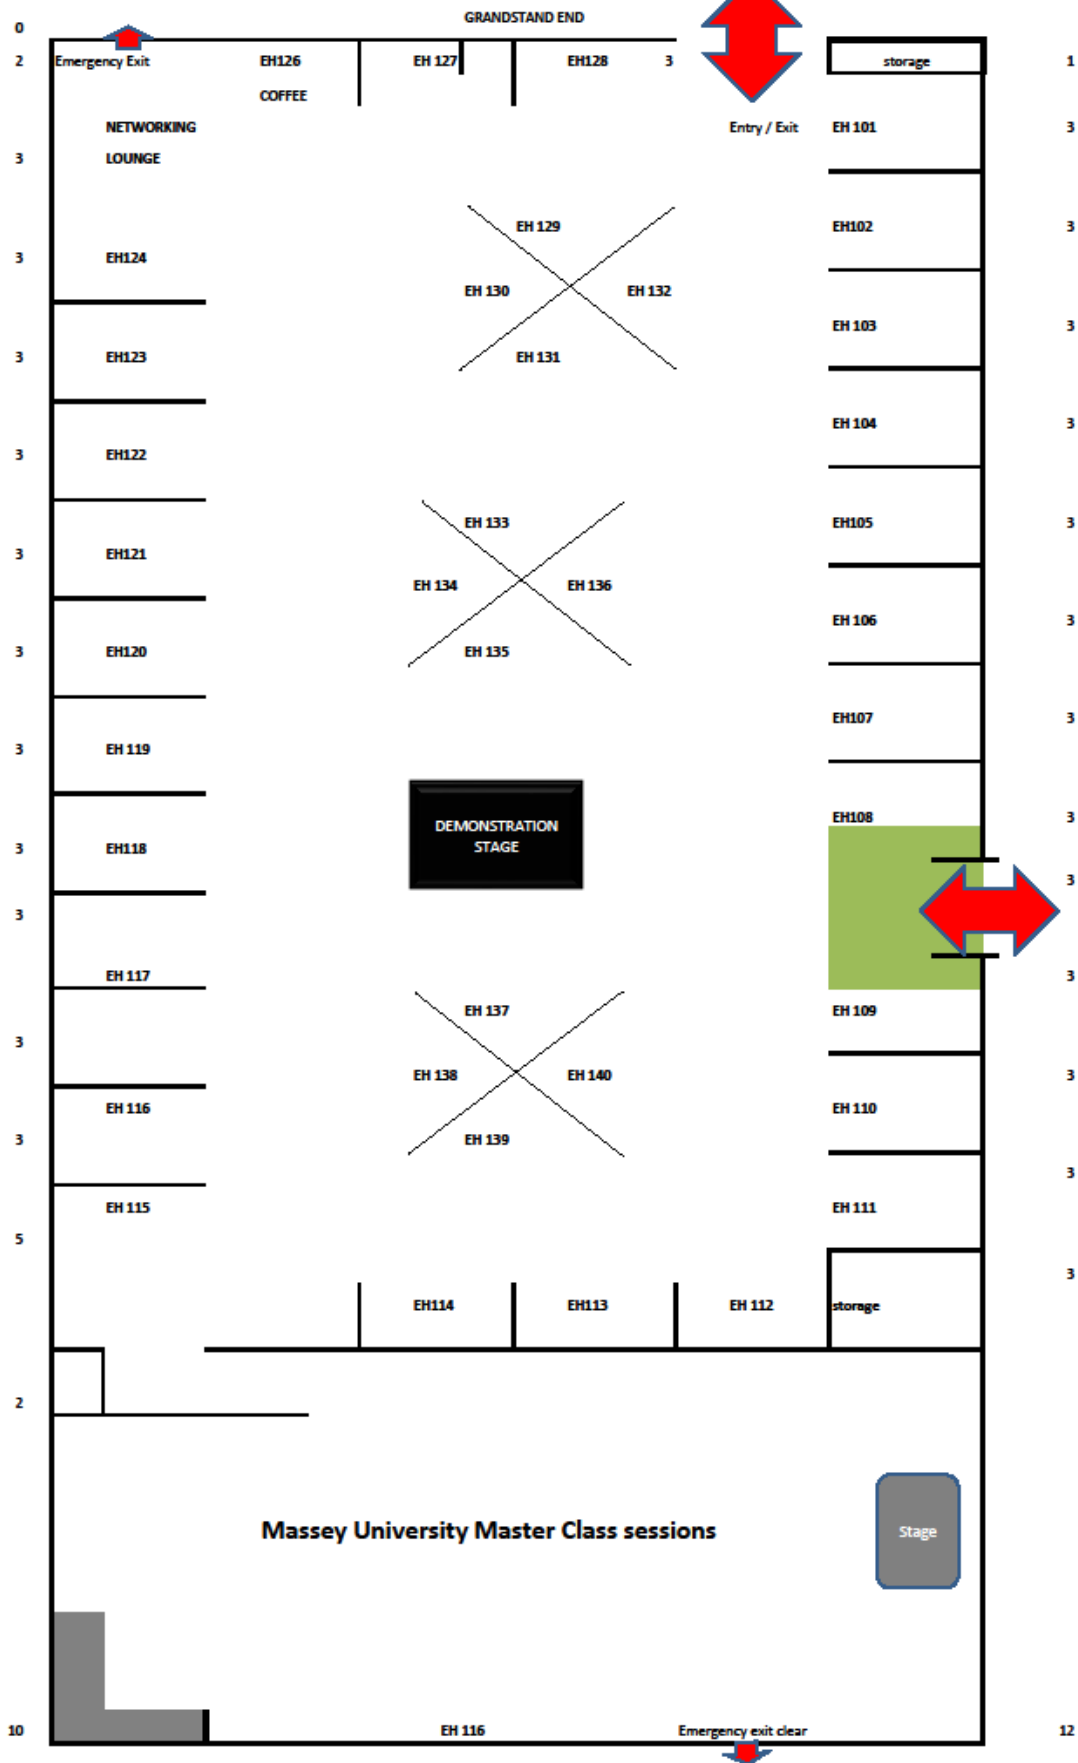 GRANDSTAND END
0
2 Emergency Exit EH126 EH 127 EH128 3 storage 1
COFFEE
NETWORKING Entry / Exit EH 101 3
3 LOUNGE
EH 129 EH102 3
3 EH124
EH 130 EH 132
EH 103 3
3 EH123 EH 131
EH 104 3
3 EH122
EH 133 EH105 3
3 EH121
EH 134 EH 136
EH 106 3
3 EH120 EH 135
EH107 3
3 EH 119
EH108 3
DEMONSTRATION
STAGE
3 EH118
3
3
EH 117 3
EH 137 EH 109
3
EH 138 EH 140 3
EH 116 EH 110
3 EH 139
3
EH 115 EH 111
5
3
EH114 EH113 EH 112 storage
2
Massey University Master Class sessions Stage
10 EH 116 Emergency exit clear 12